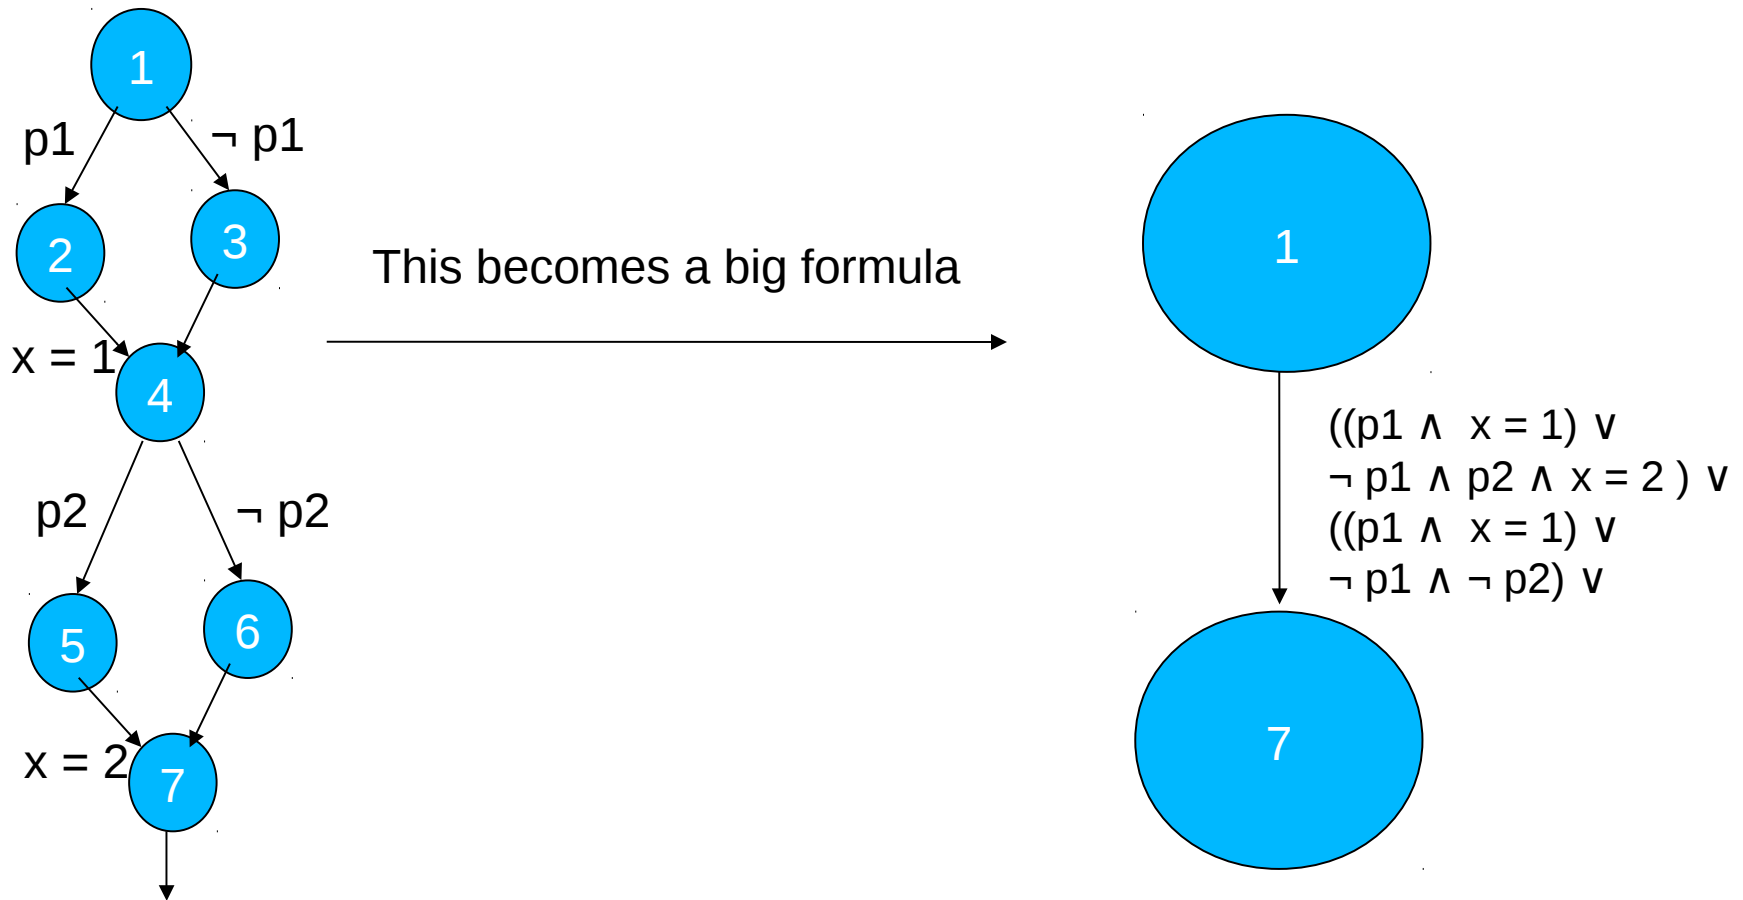 1
p1
¬ p1
2
3
x = 1
4
p2
¬ p2
5
6
x = 2
7
This becomes a big formula
1
((p1 ∧ x = 1) ∨
¬ p1 ∧ p2 ∧ x = 2 ) ∨
((p1 ∧ x = 1) ∨
¬ p1 ∧ ¬ p2) ∨
7